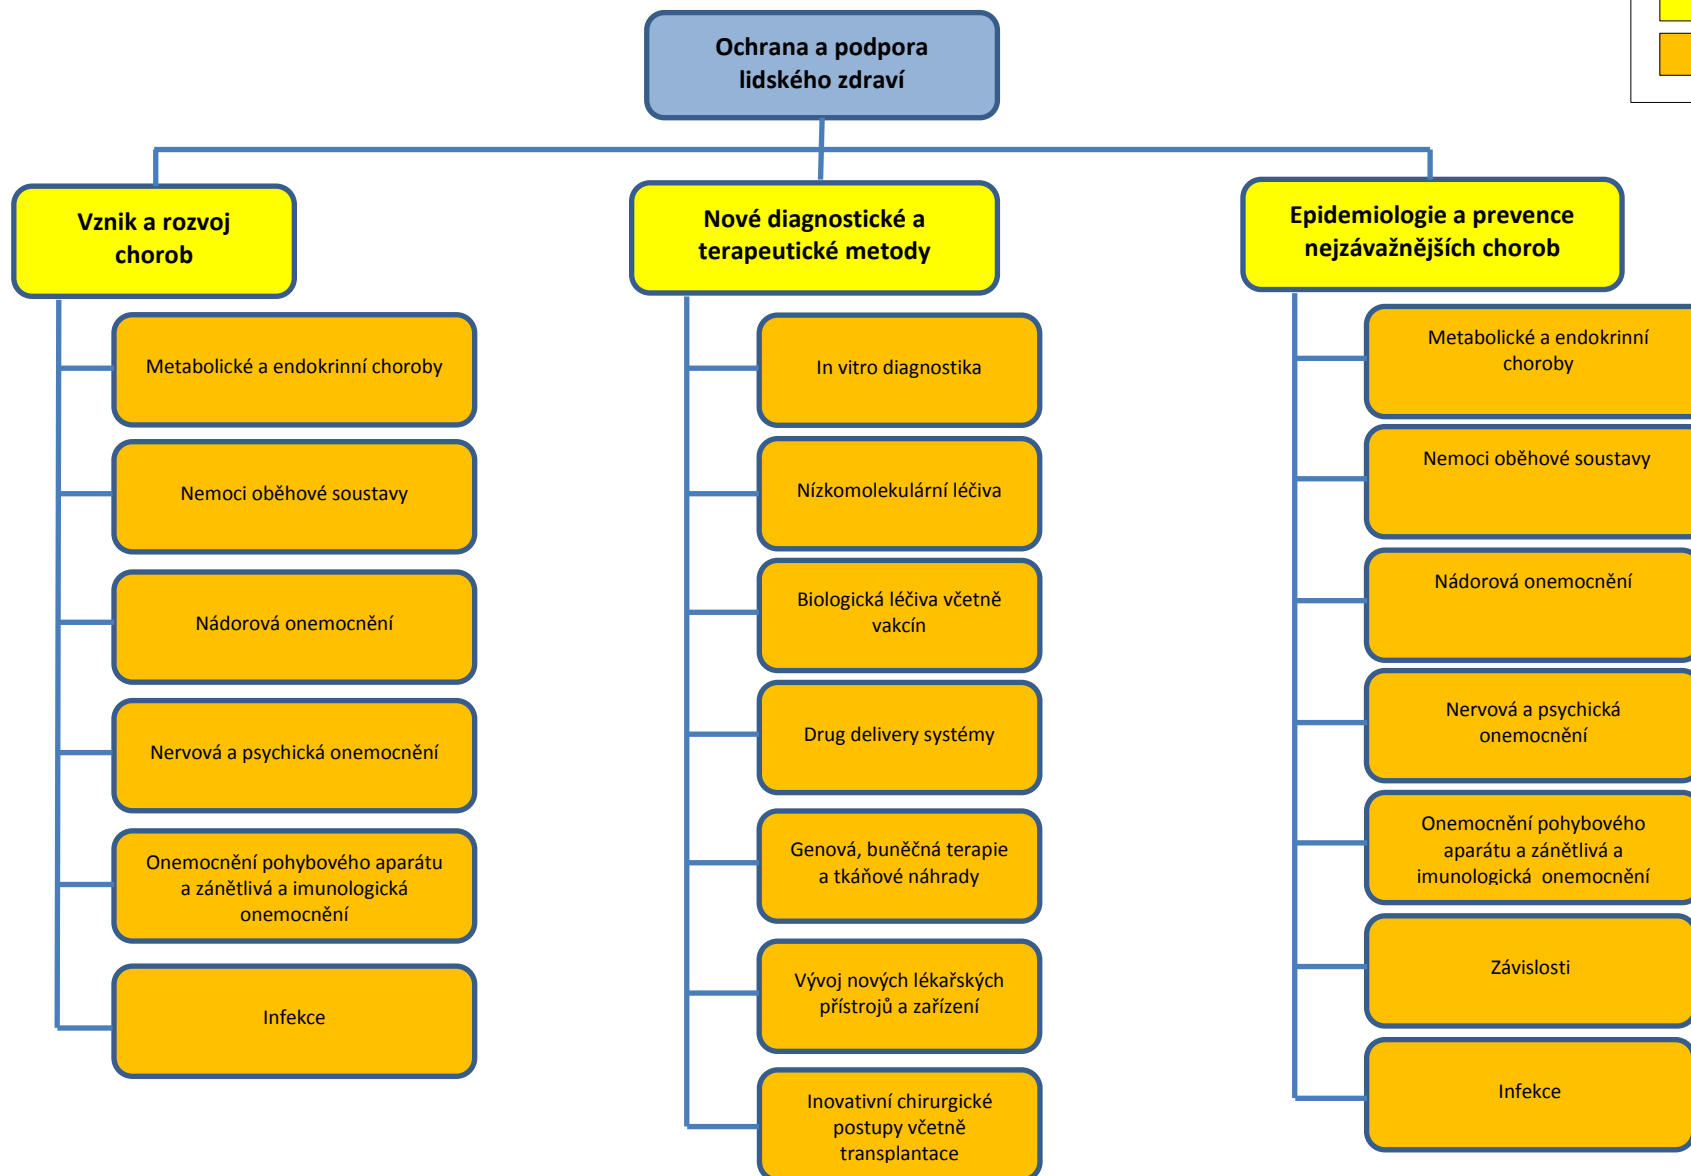 Ochrana a podpora
lidského zdraví
Vznik a rozvoj
chorob
Metabolické a endokrinní choroby
Nemoci oběhové soustavy
Nádorová onemocnění
Nervová a psychická onemocnění
Onemocnění pohybového aparátu
a zánětlivá a imunologická
onemocnění
Infekce
Nové diagnostické a
terapeutické metody
In vitro diagnostika
Nízkomolekulární léčiva
Biologická léčiva včetně
vakcín
Drug delivery systémy
Genová, buněčná terapie
a tkáňové náhrady
Vývoj nových lékařských
přístrojů a zařízení
Inovativní chirurgické
postupy včetně
transplantace
Epidemiologie a prevence
nejzávažnějších chorob
Metabolické a endokrinní
choroby
Nemoci oběhové soustavy
Nádorová onemocnění
Nervová a psychická
onemocnění
Onemocnění pohybového
aparátu a zánětlivá a
imunologická  onemocnění
Závislosti
Infekce